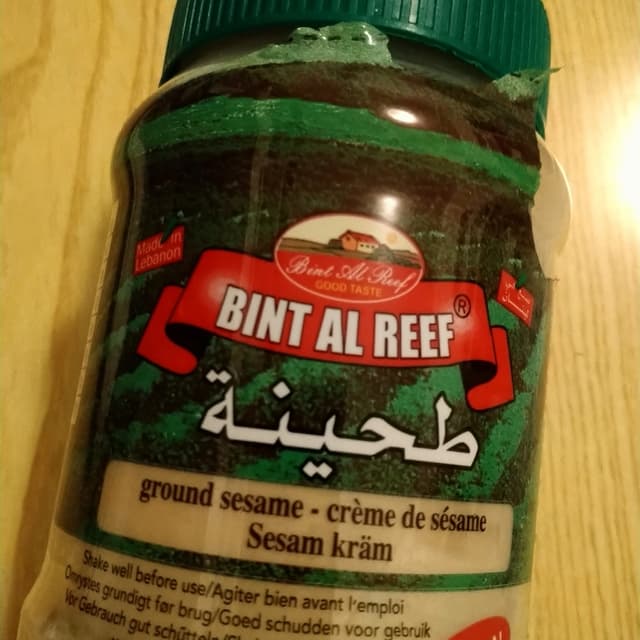 Made in
Lebanon
Bint Al Reef
GOOD TASTE
BINT AL REEF®
طحينة
ground sesame - crème de sésame
Sesam kräm
Shake well before use/Agiter bien avant l'emploi
Omrystes grundigt før brug/Goed schudden voor gebruik
Vor Gebrauch gut schütteln